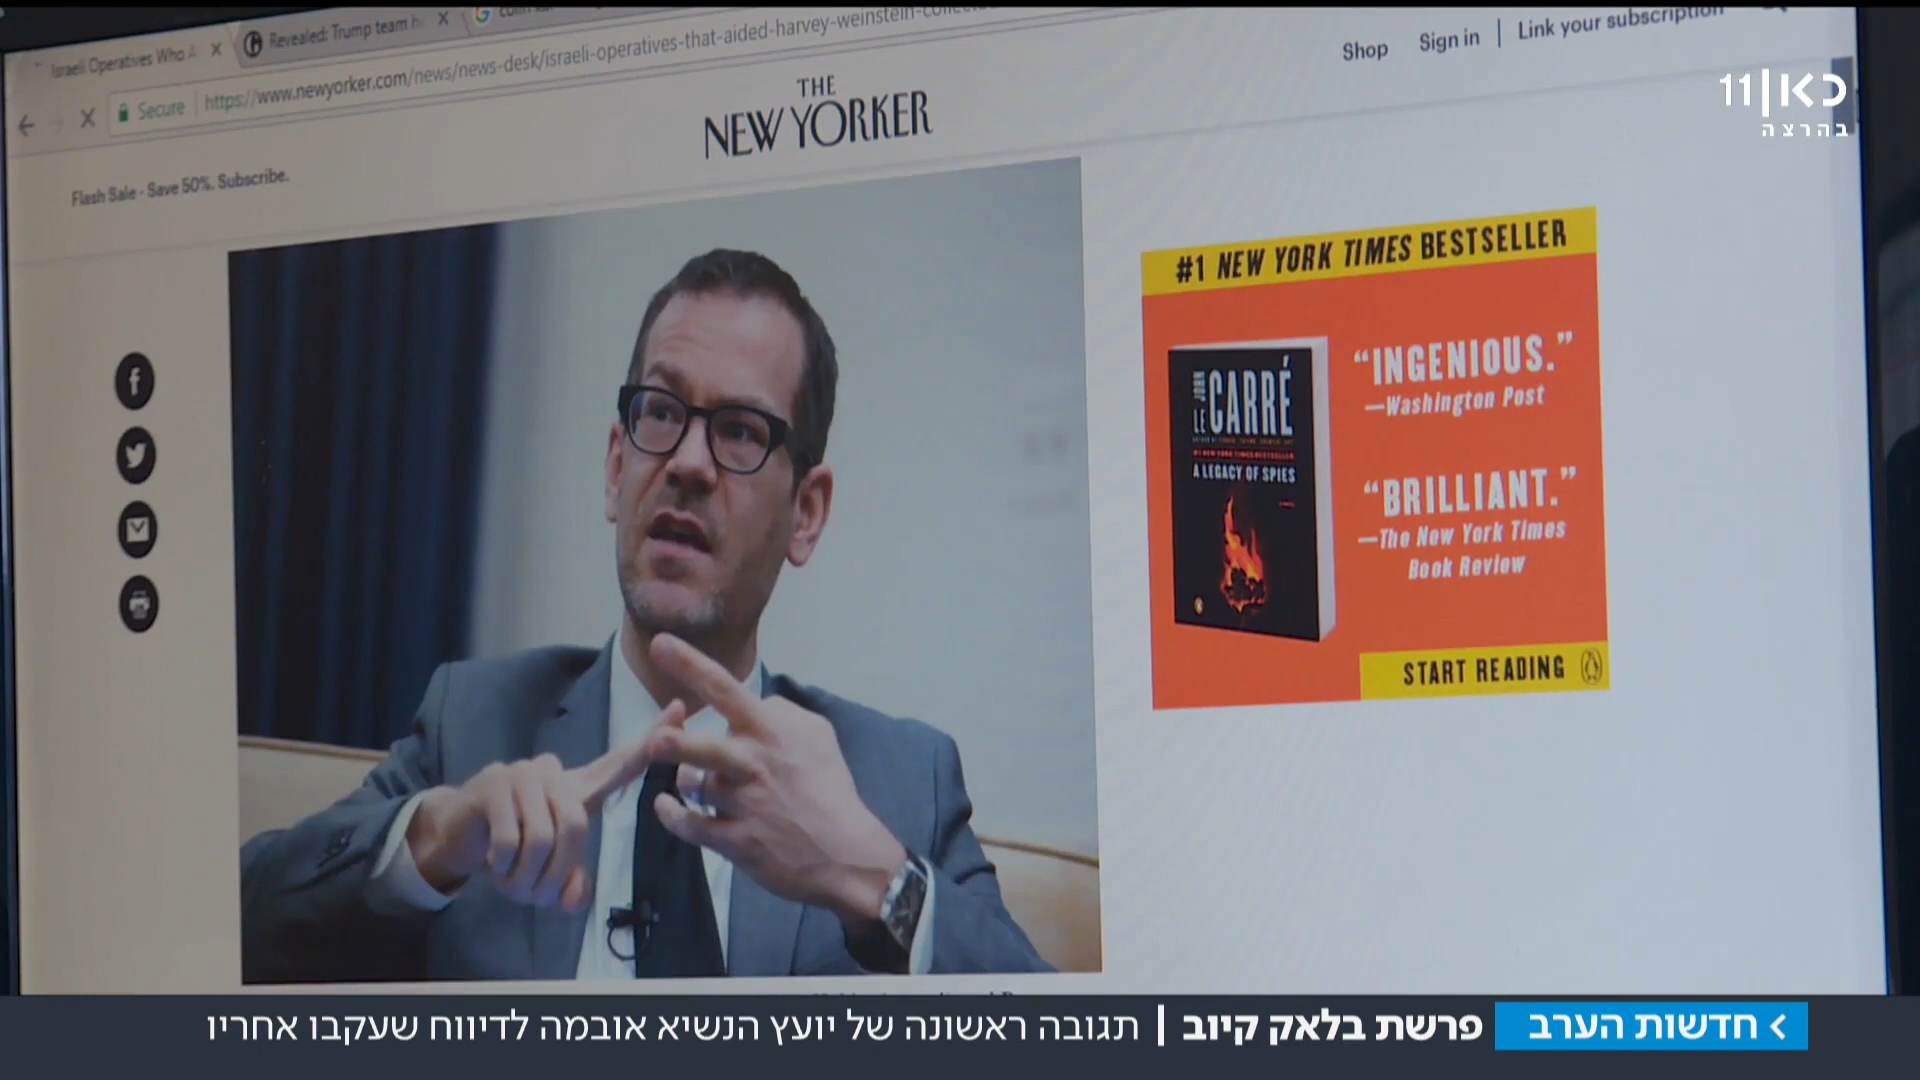 Israeli Operatives Who A
Revealed: Trump team h
Secure
https://www.newyorker.com/news/news-desk/israeli-operatives-that-aided-harvey-weinstein-collect
Shop
Sign in
Link your subscription
כאן 11
בהרצה
THE
NEW YORKER
Flash Sale - Save 50%. Subscribe.
#1 NEW YORK TIMES BESTSELLER
JOHN
LE CARRÉ
A LEGACY OF SPIES
“INGENIOUS.”
—Washington Post
“BRILLIANT.”
—The New York Times
Book Review
START READING
חדשות הערב
פרשת בלאק קיוב | תגובה ראשונה של יועץ הנשיא אובמה לדיווח שעקבו אחריו